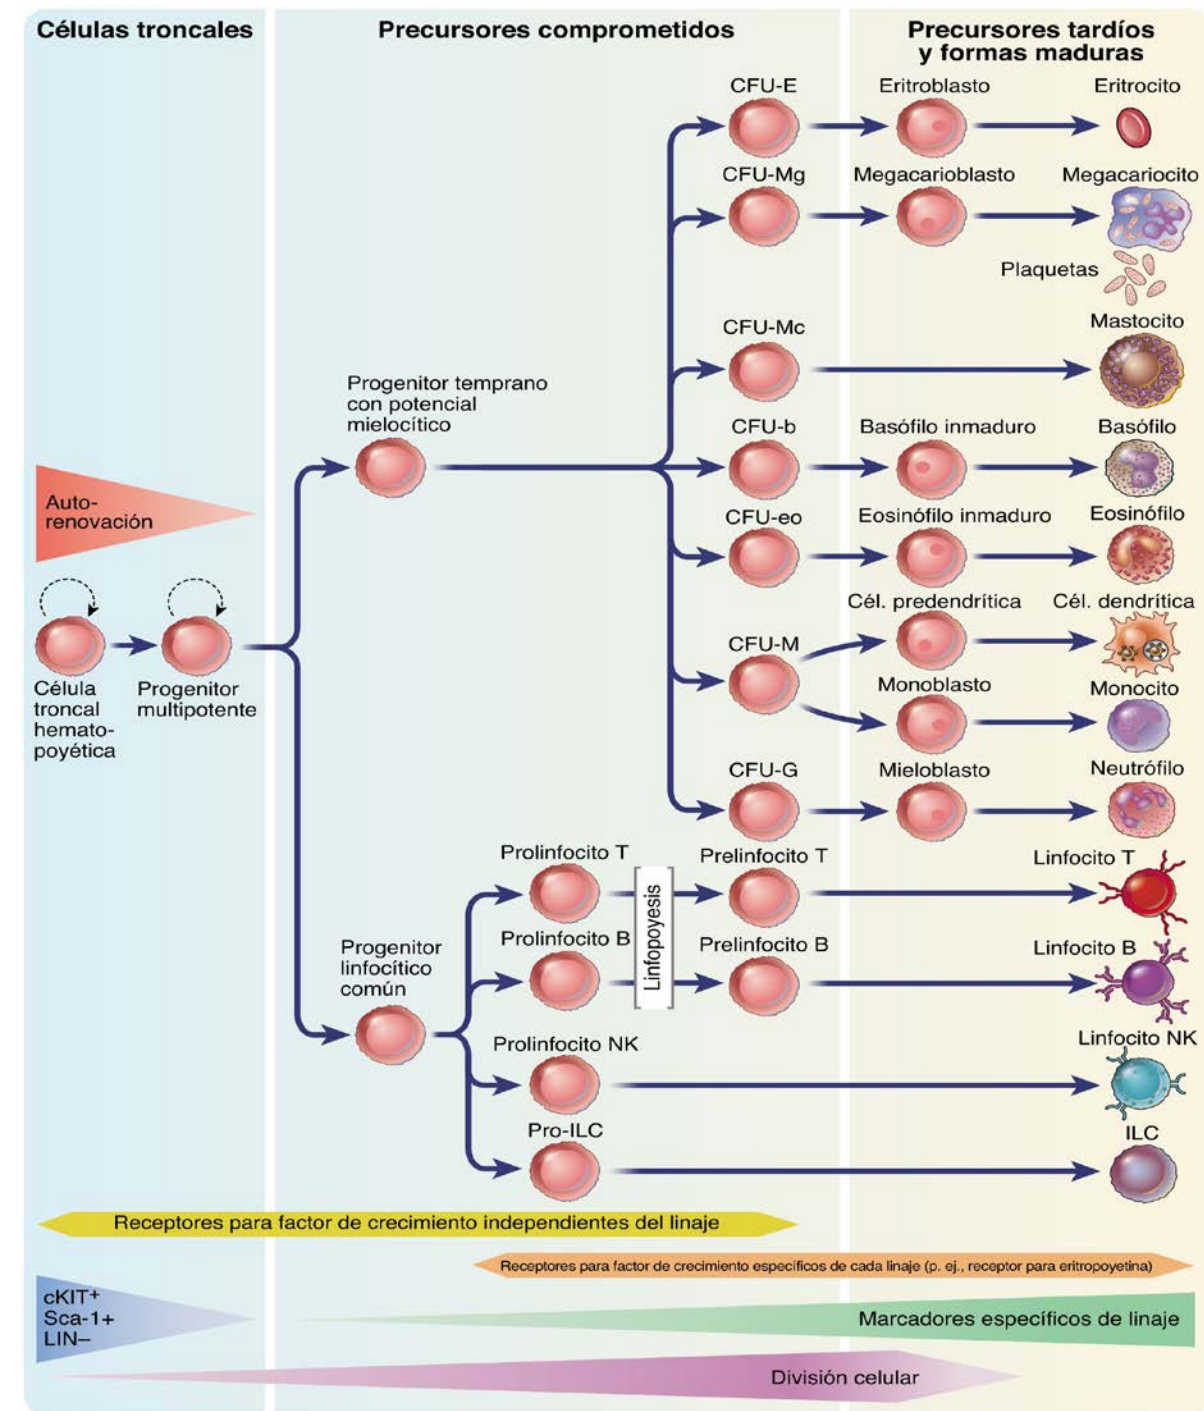 Células troncales
Precursores comprometidos
Precursores tardíos
y formas maduras
CFU-E
Eritroblasto
Eritrocito
CFU-Mg
Megacarioblasto
Megacariocito
Plaquetas
CFU-Mc
Mastocito
Progenitor temprano
con potencial
mielocítico
CFU-b
Basófilo inmaduro
Basófilo
Auto-
renovación
CFU-eo
Eosinófilo inmaduro
Eosinófilo
Cél. predendrítica
Cél. dendrítica
CFU-M
Célula
troncal
hemato-
poyética
Progenitor
multipotente
Monoblasto
Monocito
CFU-G
Mieloblasto
Neutrófilo
Prolinfocito T
Prelinfocito T
Linfocito T
Linfopoyesis
Progenitor
linfocítico
común
Prolinfocito B
Prelinfocito B
Linfocito B
Prolinfocito NK
Linfocito NK
Pro-ILC
ILC
Receptores para factor de crecimiento independientes del linaje
Receptores para factor de crecimiento específicos de cada linaje (p. ej., receptor para eritropoyetina)
cKIT+
Sca-1+
LIN–
Marcadores específicos de linaje
División celular